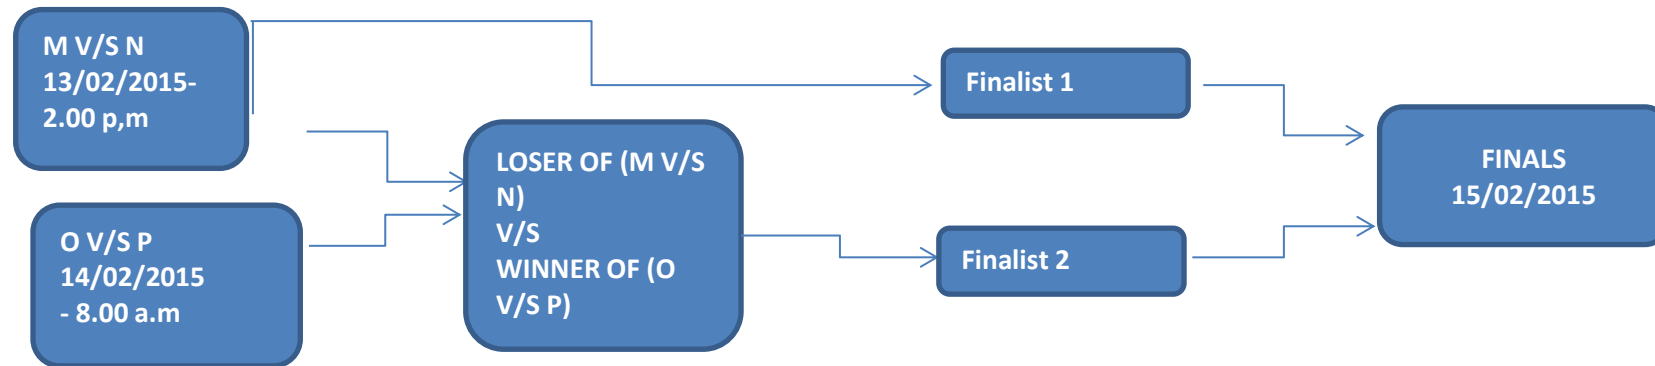 M V/S N
13/02/2015-
2.00 p,m
O V/S P
14/02/2015
- 8.00 a.m
LOSER OF (M V/S
N)
V/S
WINNER OF (O
V/S P)
Finalist 1
Finalist 2
FINALS
15/02/2015